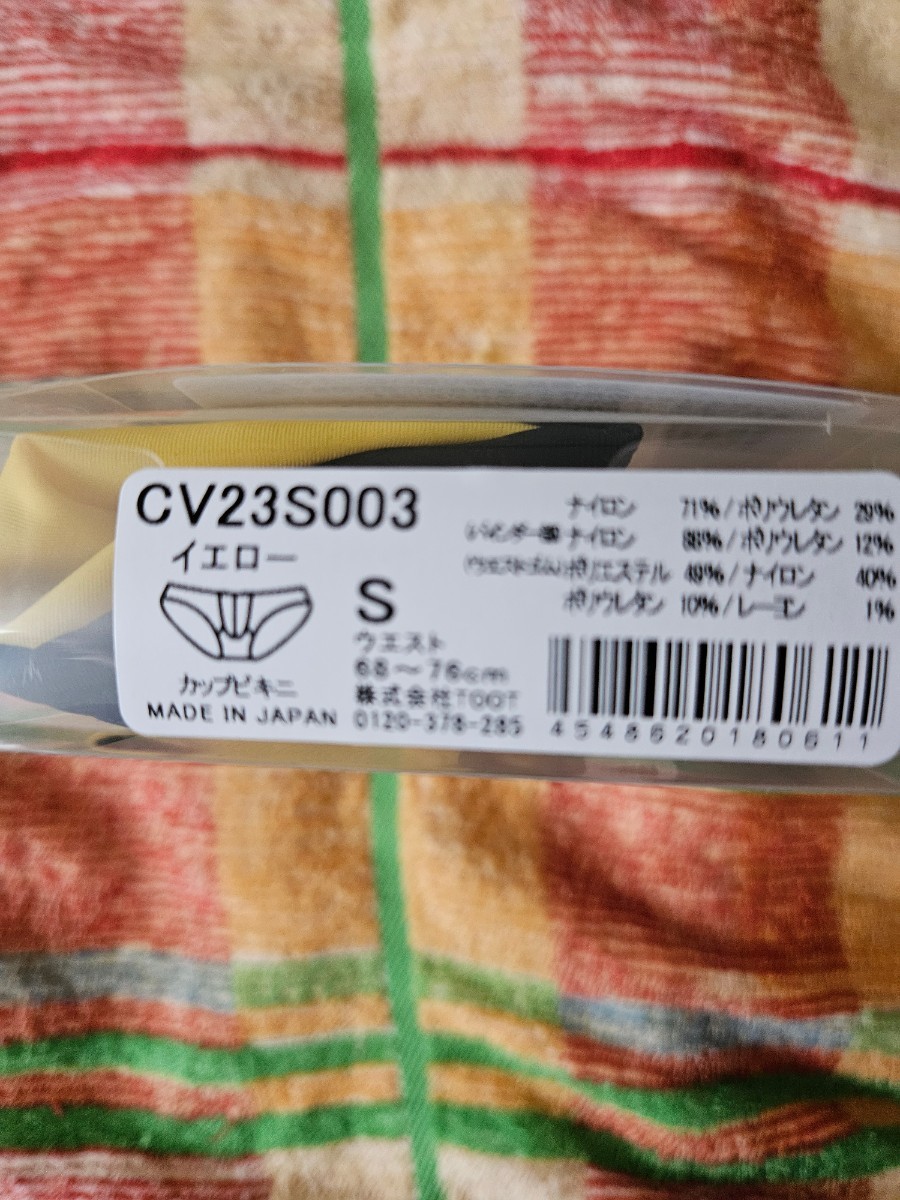 CV23S003
イエロー
カップビキニ
MADE IN JAPAN
S
ウエスト
68〜76cm
株式会社TOOT
0120-378-285
ナイロン 71%/ポリウレタン 29%
ナイロン 88%/ポリウレタン 12%
ポリエステル 49%/ナイロン 40%
ポリウレタン 10%/レーヨン 1%
4548620180611